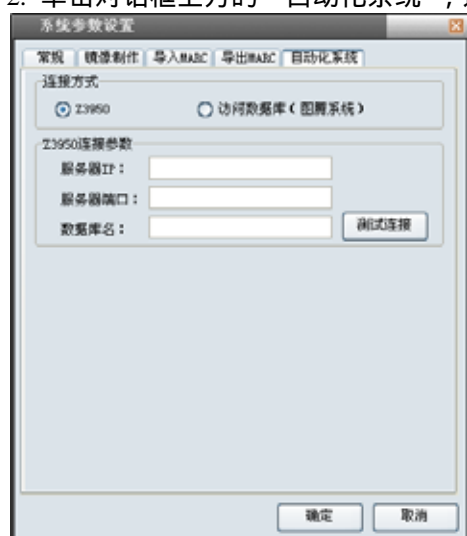 2. 单击对话框上方的“自动化系统”,
系统参数设置
常规 镜像制作 导入MARC 导出MARC 自动化系统
连接方式
Z3950 访问数据库(图腾系统)
Z3950连接参数
服务器IP:
服务器端口:
数据库名: 测试连接
确定 取消